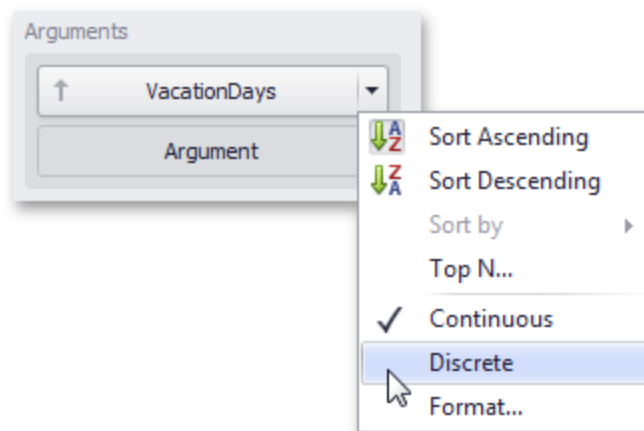 Arguments
VacationDays
Argument
Sort Ascending
Sort Descending
Sort by
Top N...
Continuous
Discrete
Format...